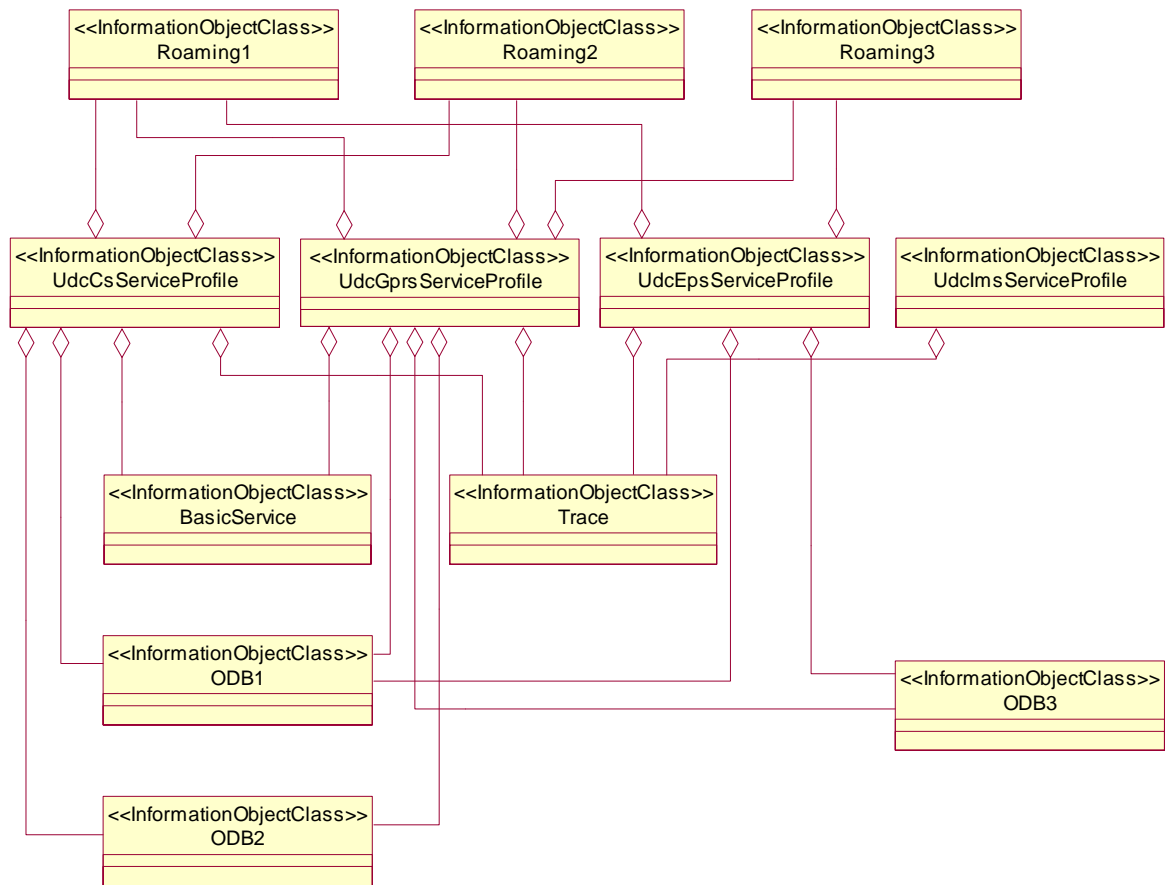 <<InformationObjectClass>>
Roaming1
<<InformationObjectClass>>
Roaming2
<<InformationObjectClass>>
Roaming3
<<InformationObjectClass>>
UdcCsServiceProfile
<<InformationObjectClass>>
UdcGprsServiceProfile
<<InformationObjectClass>>
UdcEpsServiceProfile
<<InformationObjectClass>>
UdcImsServiceProfile
<<InformationObjectClass>>
BasicService
<<InformationObjectClass>>
Trace
<<InformationObjectClass>>
ODB1
<<InformationObjectClass>>
ODB3
<<InformationObjectClass>>
ODB2